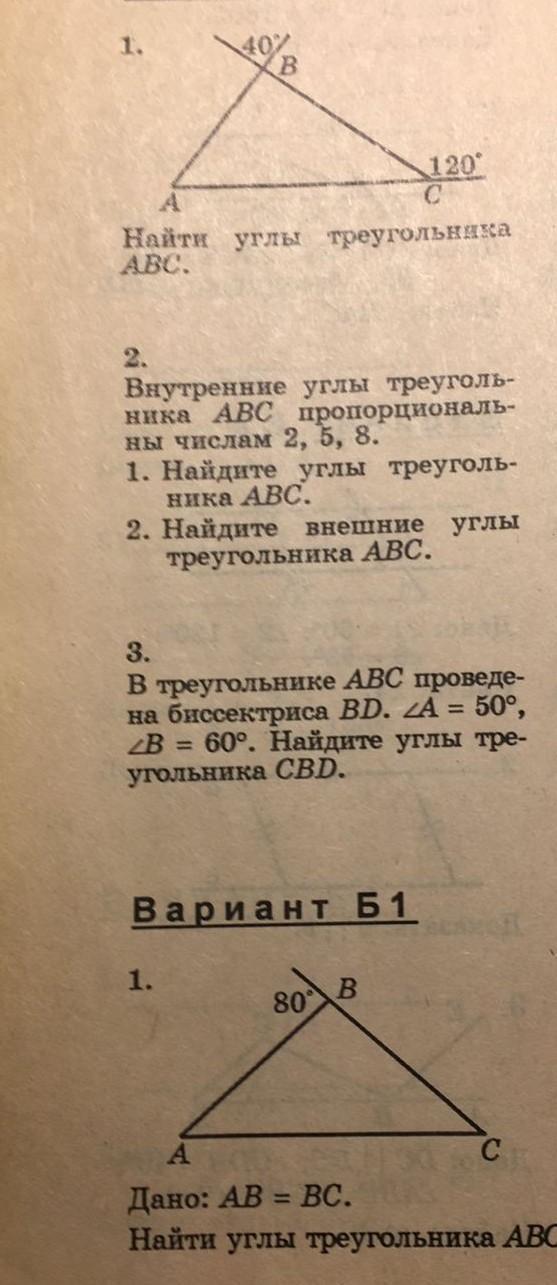 1.
40°
B
120°
A
C
Найти углы треугольника
ABC.
2.
Внутренние углы треуголь-
ника ABC пропорциональ-
ны числам 2, 5, 8.
1. Найдите углы треуголь-
ника ABC.
2. Найдите внешние углы
треугольника ABC.
3.
В треугольнике ABC проведе-
на биссектриса BD. ∠A = 50°,
∠B = 60°. Найдите углы тре-
угольника CBD.
Вариант Б1
1.
80°
B
A
C
Дано: AB = BC.
Найти углы треугольника ABC